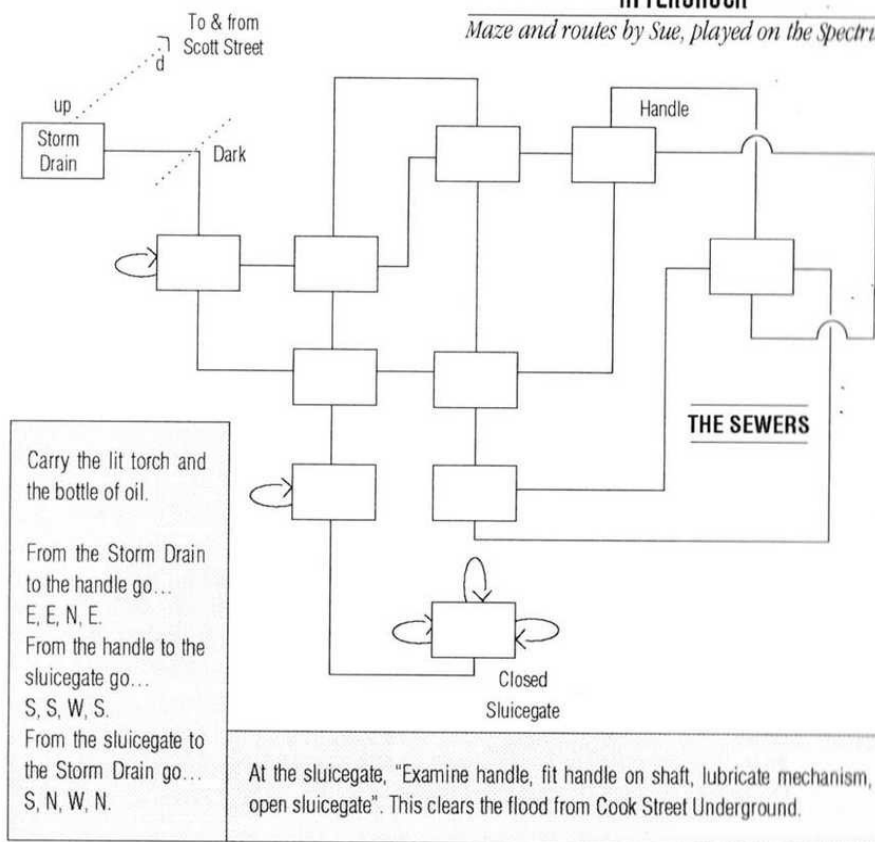 Maze and routes by Sue, played on the
To & from
Scott Street
d
up
Storm
Drain
Dark
Handle
THE SEWERS
Closed
Sluicegate
Carry the lit torch and
the bottle of oil.
From the Storm Drain
to the handle go...
E, E, N, E.
From the handle to the
sluicegate go...
S, S, W, S.
From the sluicegate to
the Storm Drain go...
S, N, W, N.
At the sluicegate, "Examine handle, fit handle on shaft, lubricate mechanism,
open sluicegate". This clears the flood from Cook Street Underground.